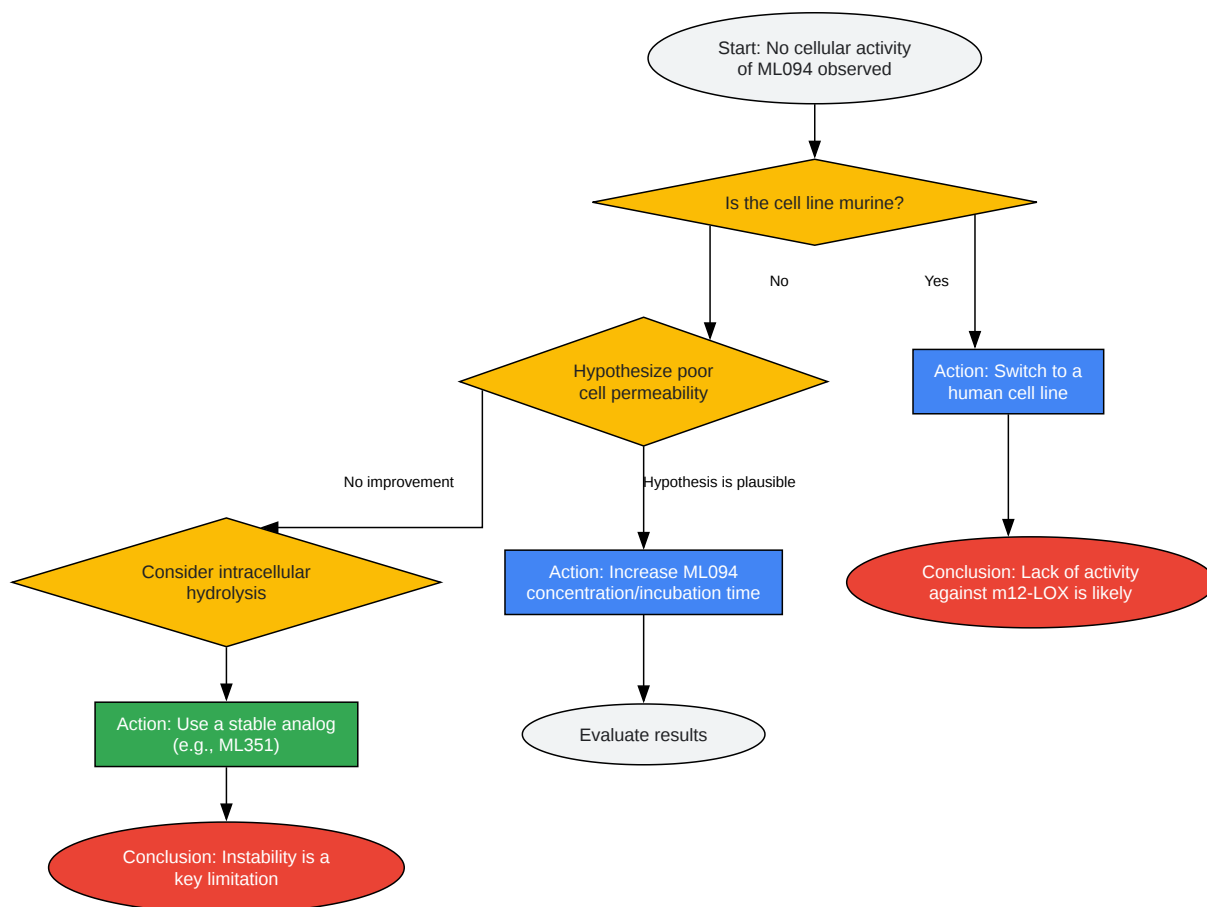 Start: No cellular activity
of ML094 observed
Is the cell line murine?
No
Yes
Hypothesize poor
cell permeability
Action: Switch to a
human cell line
No improvement
Hypothesis is plausible
Consider intracellular
hydrolysis
Action: Increase ML094
concentration/incubation time
Conclusion: Lack of activity
against m12-LOX is likely
Action: Use a stable analog
(e.g., ML351)
Evaluate results
Conclusion: Instability is a
key limitation